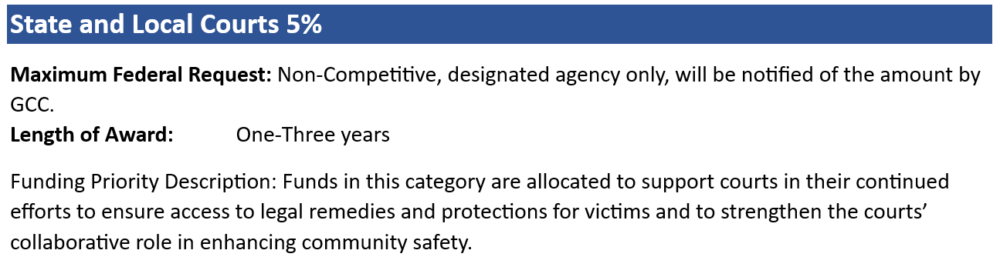 State and Local Courts 5%
Maximum Federal Request: Non-Competitive, designated agency only, will be notified of the amount by
GCC.
Length of Award: One-Three years
Funding Priority Description: Funds in this category are allocated to support courts in their continued
efforts to ensure access to legal remedies and protections for victims and to strengthen the courts’
collaborative role in enhancing community safety.